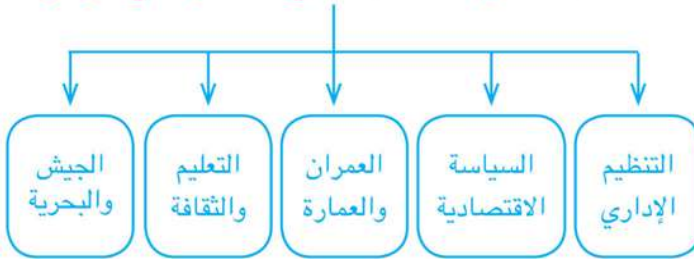 التنظيم
الإداري
السياسة
الاقتصادية
العمران
والعمارة
التعليم
والثقافة
الجيش
والبحرية